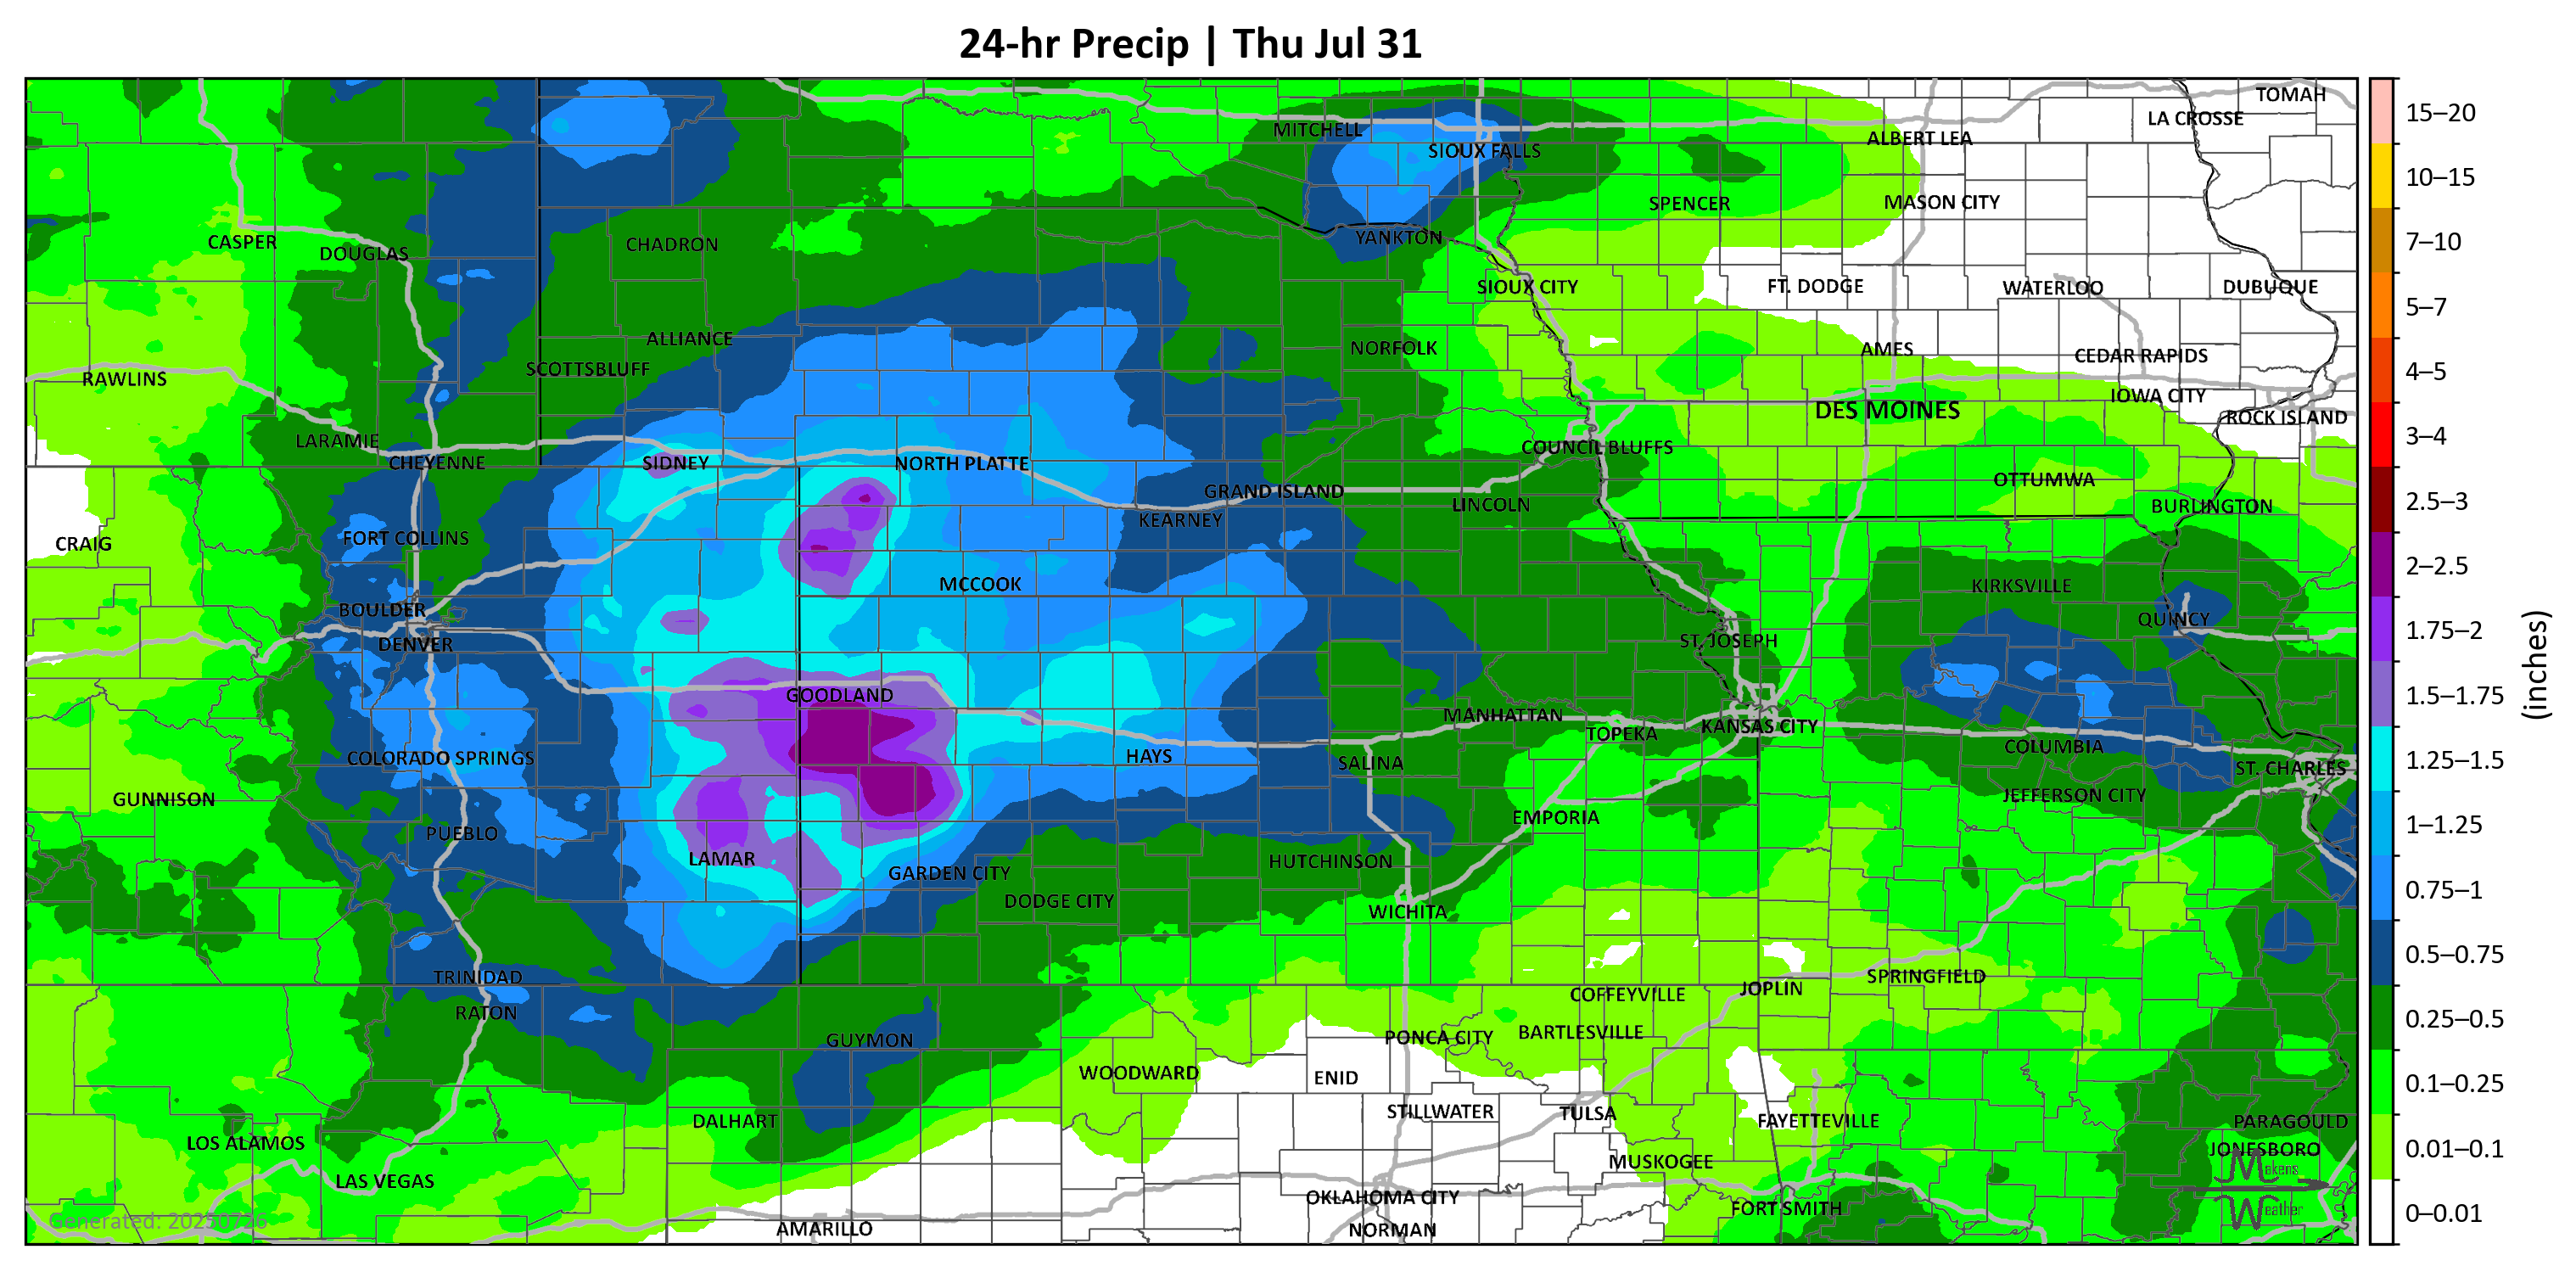 24-hr Precip | Thu Jul 31
TOMAH
LA CROSSE
MITCHELL
ALBERT LEA
SIOUX FALLS
SPENCER
MASON CITY
CASPER
DOUGLAS
CHADRON
YANKTON
SIOUX CITY
FT. DODGE
WATERLOO
DUBUQUE
ALLIANCE
SCOTTSBLUFF
NORFOLK
AMES
CEDAR RAPIDS
RAWLINS
IOWA CITY
DES MOINES
ROCK ISLAND
LARAMIE
CHEYENNE
SIDNEY
NORTH PLATTE
COUNCIL BLUFFS
GRAND ISLAND
LINCOLN
OTTUMWA
BURLINGTON
KEARNEY
CRAIG
FORT COLLINS
MCCOOK
KIRKSVILLE
BOULDER
DENVER
QUINCY
ST. JOSEPH
GOODLAND
MANHATTAN
TOPEKA
KANSAS CITY
COLORADO SPRINGS
HAYS
SALINA
COLUMBIA
ST. CHARLES
GUNNISON
JEFFERSON CITY
PUEBLO
EMPORIA
LAMAR
GARDEN CITY
HUTCHINSON
DODGE CITY
WICHITA
TRINIDAD
RATON
COFFEYVILLE
JOPLIN
SPRINGFIELD
GUYMON
PONCA CITY
BARTLESVILLE
WOODWARD
ENID
DALHART
STILLWATER
TULSA
FAYETTEVILLE
PARAGOULD
LOS ALAMOS
JONESBORO
LAS VEGAS
MUSKOGEE
OKLAHOMA CITY
FORT SMITH
AMARILLO
NORMAN
Generated: 20250726
Makens
Weather
15–20
10–15
7–10
5–7
4–5
3–4
2.5–3
2–2.5
1.75–2
1.5–1.75
1.25–1.5
1–1.25
0.75–1
0.5–0.75
0.25–0.5
0.1–0.25
0.01–0.1
0–0.01
(inches)